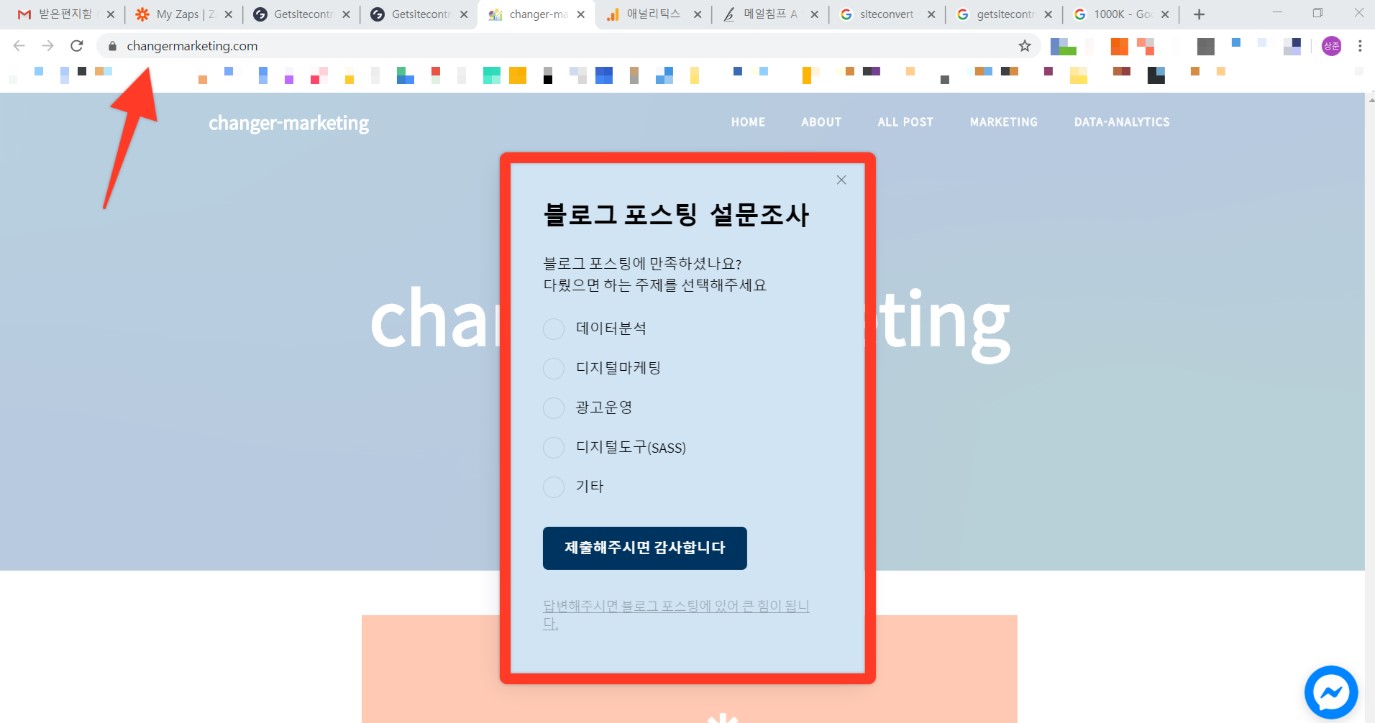 받은편지함
My Zaps | Z
Getsitecontr
Getsitecontr
changer-ma
애널리틱스
메일침프 A
siteconvert
getsitecontr
1000K - Goo
changermarketing.com
상준
changer-marketing
HOME
ABOUT
ALL POST
MARKETING
DATA-ANALYTICS
블로그 포스팅 설문조사
블로그 포스팅에 만족하셨나요?
다뤘으면 하는 주제를 선택해주세요
데이터분석
디지털마케팅
광고운영
디지털도구(SASS)
기타
제출해주시면 감사합니다
답변해주시면 블로그 포스팅에 있어 큰 힘이 됩니
다.